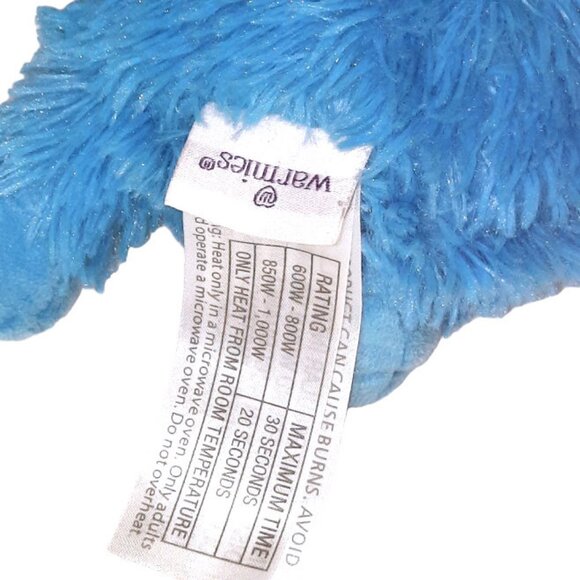 warmies®
PRODUCT CAN CAUSE BURNS. AVOID
RATING MAXIMUM TIME
600W - 800W 30 SECONDS
850W - 1,000W 20 SECONDS
ONLY HEAT FROM ROOM TEMPERATURE
Heat only in a microwave oven. Only adults
operate a microwave oven. Do not overheat.